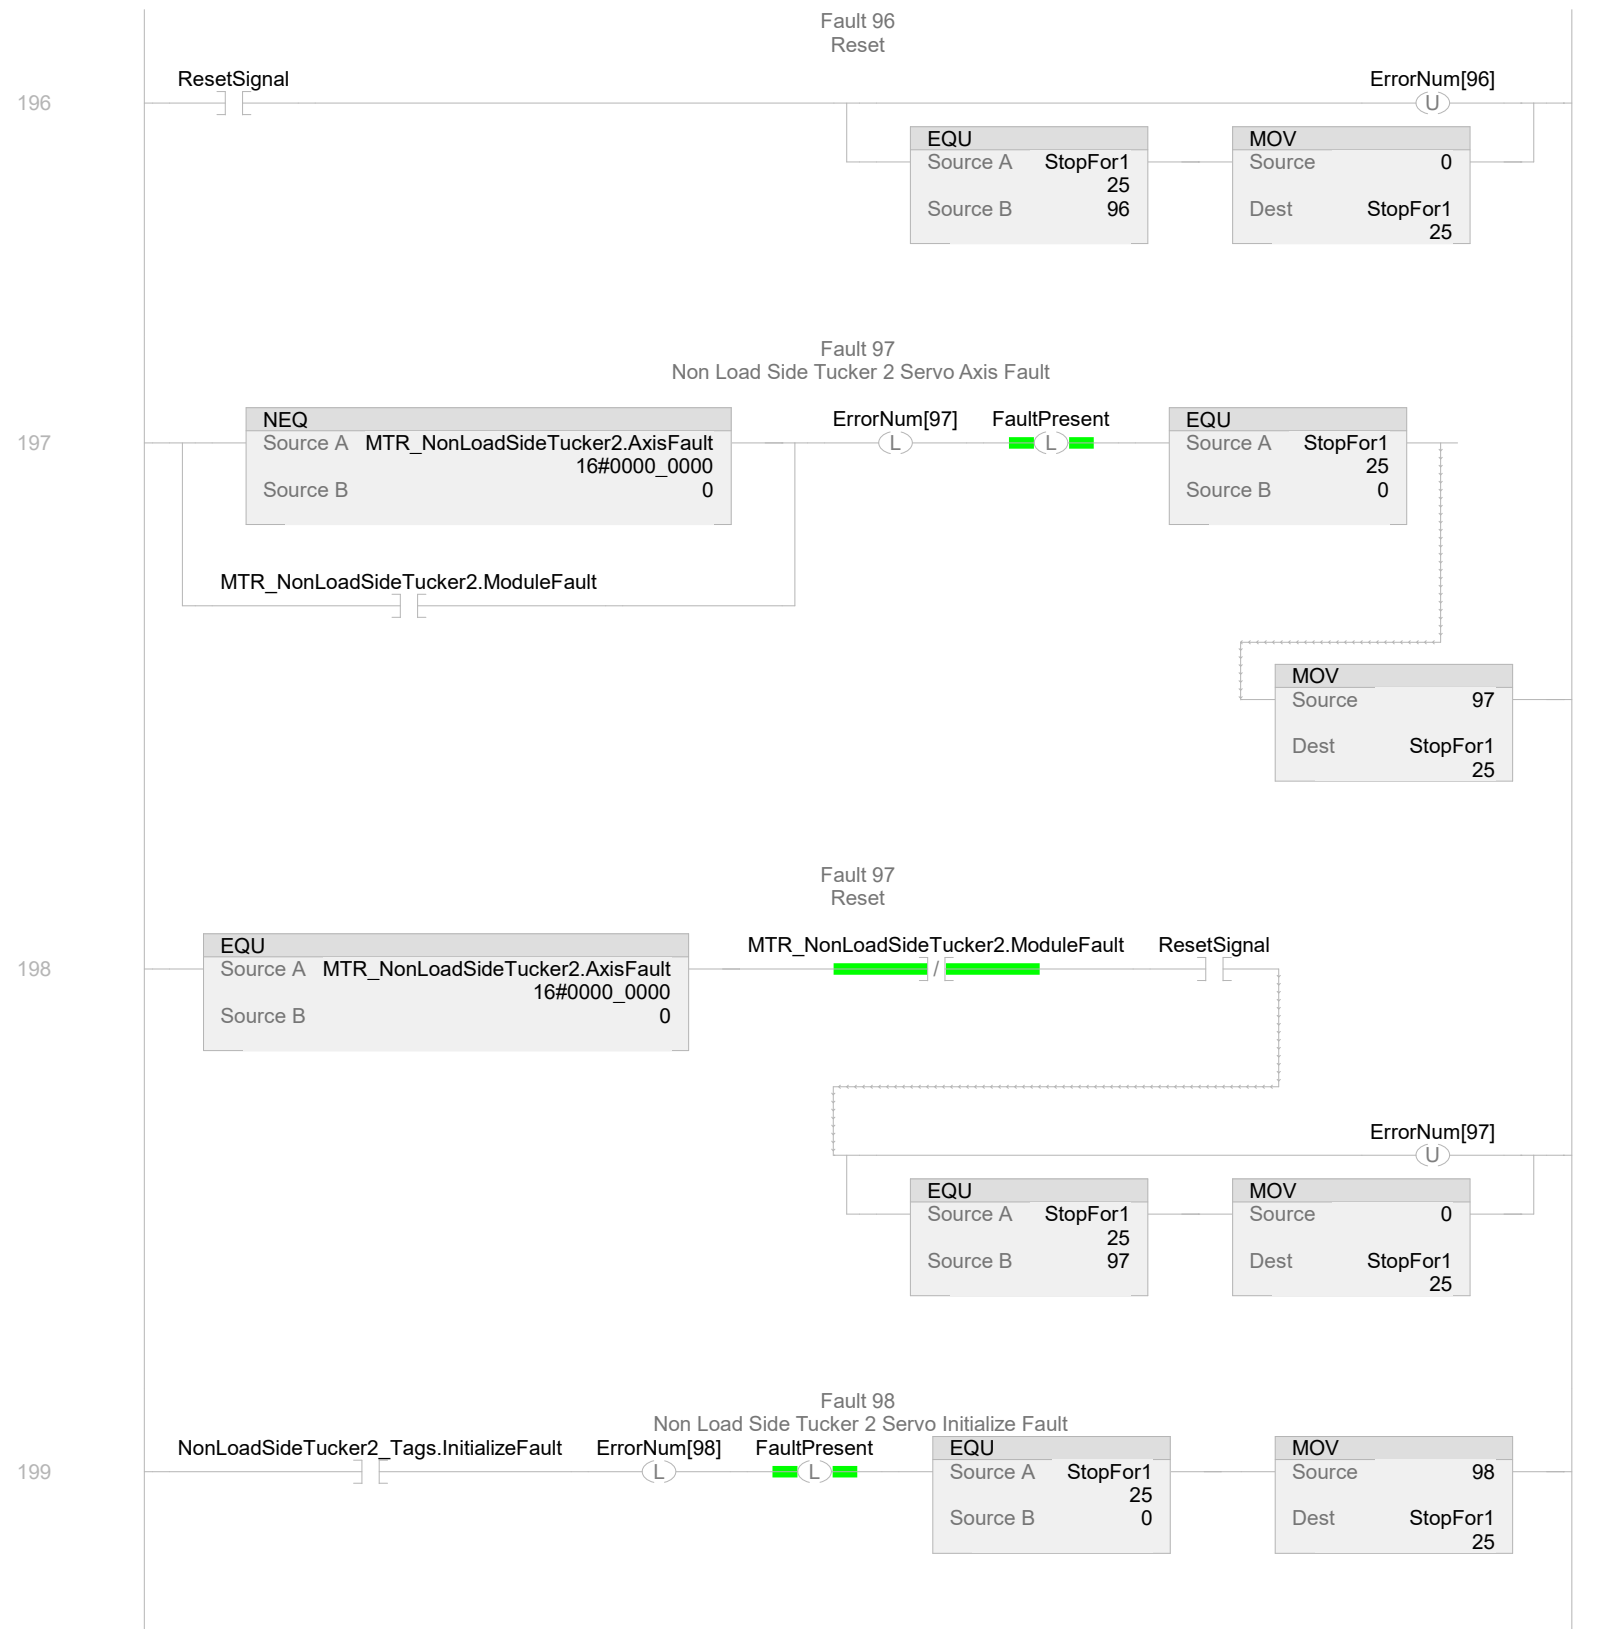 Fault 96
Reset
ResetSignal
ErrorNum[96]
196
U
EQU
MOV
Source A StopFor1
Source 0
25
Source B 96
Dest StopFor1
25
Fault 97
Non Load Side Tucker 2 Servo Axis Fault
NEQ
ErrorNum[97]
FaultPresent
EQU
197
Source A MTR_NonLoadSideTucker2.AxisFault
L
L
Source A StopFor1
16#0000_0000
25
Source B 0
Source B 0
MTR_NonLoadSideTucker2.ModuleFault
MOV
Source 97
Dest StopFor1
25
Fault 97
Reset
EQU
MTR_NonLoadSideTucker2.ModuleFault
ResetSignal
198
Source A MTR_NonLoadSideTucker2.AxisFault
/
16#0000_0000
Source B 0
ErrorNum[97]
U
EQU
MOV
Source A StopFor1
Source 0
25
Source B 97
Dest StopFor1
25
Fault 98
Non Load Side Tucker 2 Servo Initialize Fault
NonLoadSideTucker2_Tags.InitializeFault
ErrorNum[98]
FaultPresent
EQU
MOV
199
L
L
Source A StopFor1
Source 98
25
Source B 0
Dest StopFor1
25